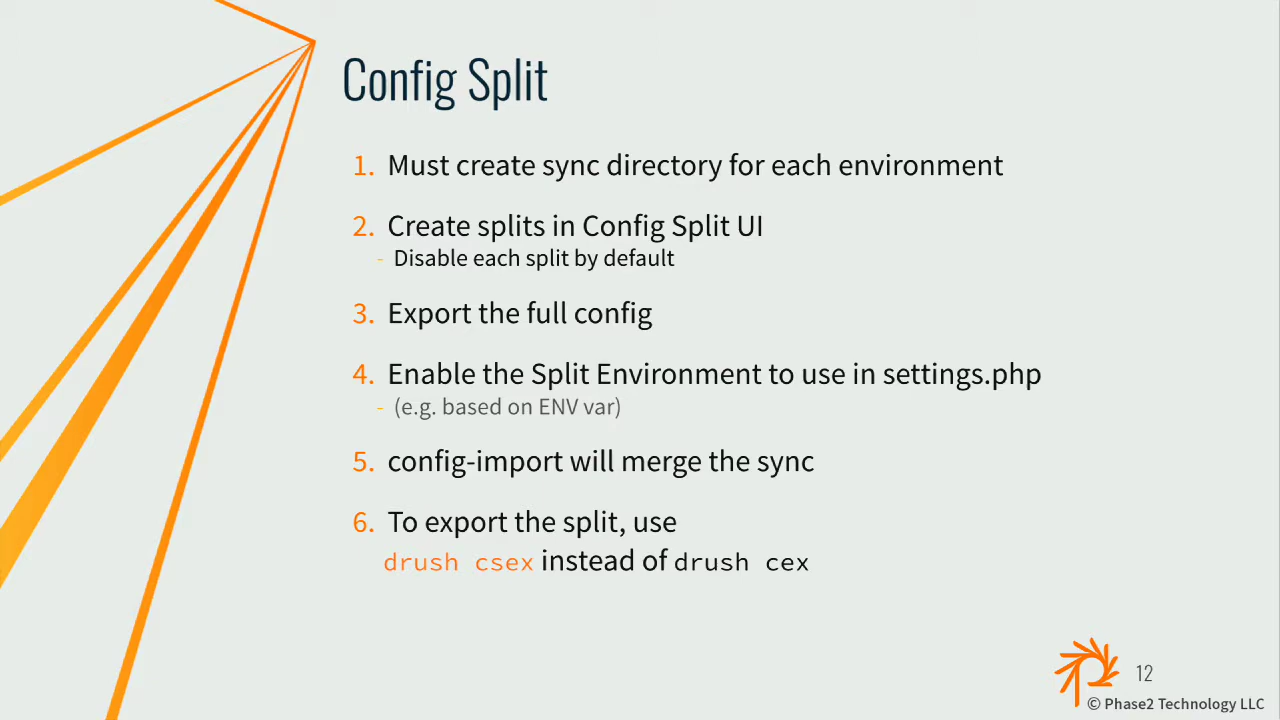 Config Split
1. Must create sync directory for each environment
2. Create splits in Config Split UI
- Disable each split by default
3. Export the full config
4. Enable the Split Environment to use in settings.php
- (e.g. based on ENV var)
5. config-import will merge the sync
6. To export the split, use
drush csex instead of drush cex
12
© Phase2 Technology LLC